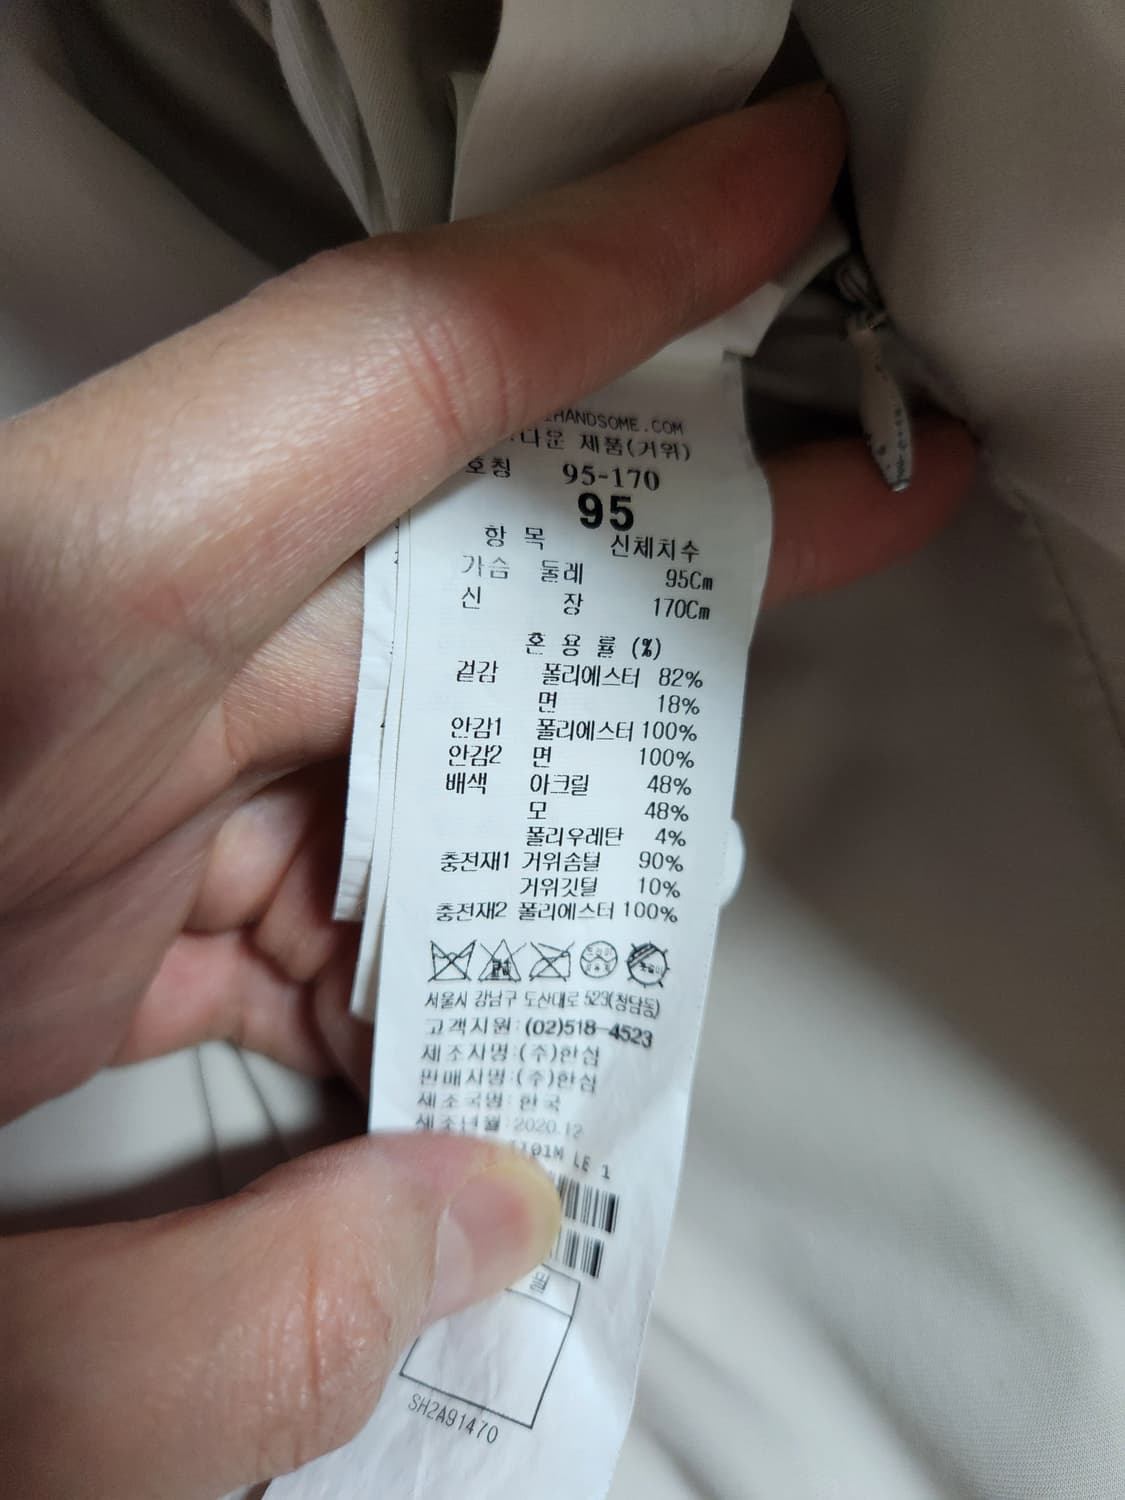 HANDSOME.COM
다운 제품(거위)
호칭 95-170
95
항 목 신체치수
가슴 둘레 95Cm
신 장 170Cm
혼 용 률 (%)
겉감 폴리에스터 82%
면 18%
안감1 폴리에스터 100%
안감2 면 100%
배색 아크릴 48%
모 48%
폴리우레탄 4%
충전재1 거위솜털 90%
거위깃털 10%
충전재2 폴리에스터 100%
서울시 강남구 도산대로 523(청담동)
고객지원:(02)518-4523
제조자명:(주)한섬
판매자명:(주)한섬
제조국명:한국
제조년월 2020.12
LE 1
SH2A91470